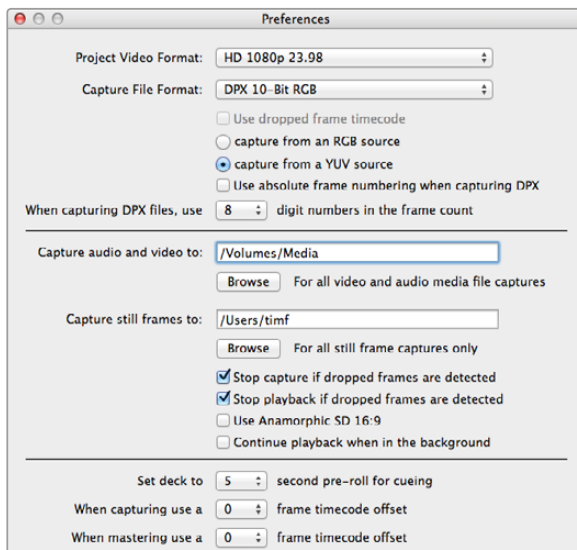 Preferences
Project Video Format: HD 1080p 23.98
Capture File Format: DPX 10-Bit RGB
Use dropped frame timecode
capture from an RGB source
capture from a YUV source
Use absolute frame numbering when capturing DPX
When capturing DPX files, use 8 digit numbers in the frame count
Capture audio and video to: /Volumes/Media
Browse For all video and audio media file captures
Capture still frames to: /Users/timf
Browse For all still frame captures only
Stop capture if dropped frames are detected
Stop playback if dropped frames are detected
Use Anamorphic SD 16:9
Continue playback when in the background
Set deck to 5 second pre-roll for cueing
When capturing use a 0 frame timecode offset
When mastering use a 0 frame timecode offset